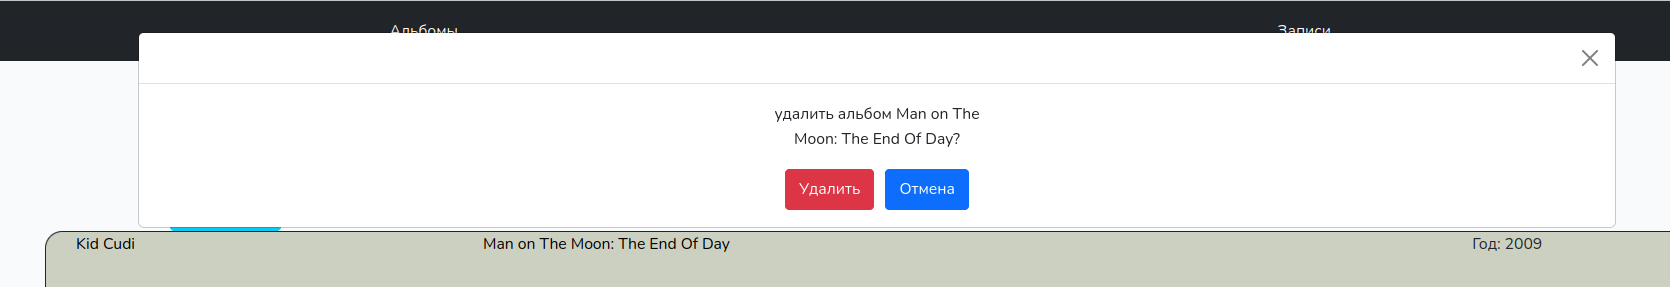 Альбомы
Записи
удалить альбом Man on The
Moon: The End Of Day?
Удалить
Отмена
Kid Cudi
Man on The Moon: The End Of Day
Год: 2009